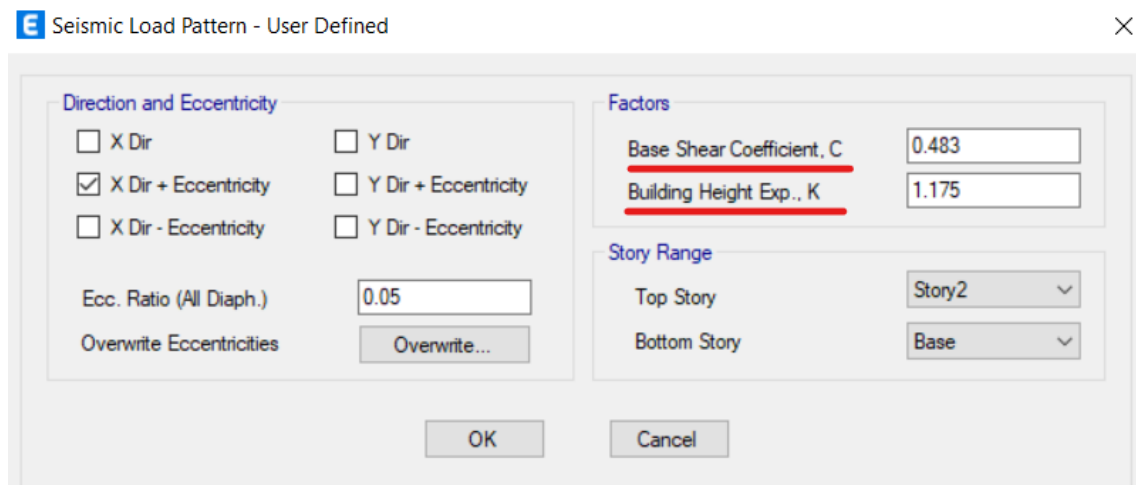 E Seismic Load Pattern - User Defined
Direction and Eccentricity
X Dir
Y Dir
X Dir + Eccentricity
Y Dir + Eccentricity
X Dir - Eccentricity
Y Dir - Eccentricity
Ecc. Ratio (All Diaph.)
0.05
Overwrite Eccentricities
Overwrite...
Factors
Base Shear Coefficient, C
0.483
Building Height Exp., K
1.175
Story Range
Top Story
Story2
Bottom Story
Base
OK
Cancel